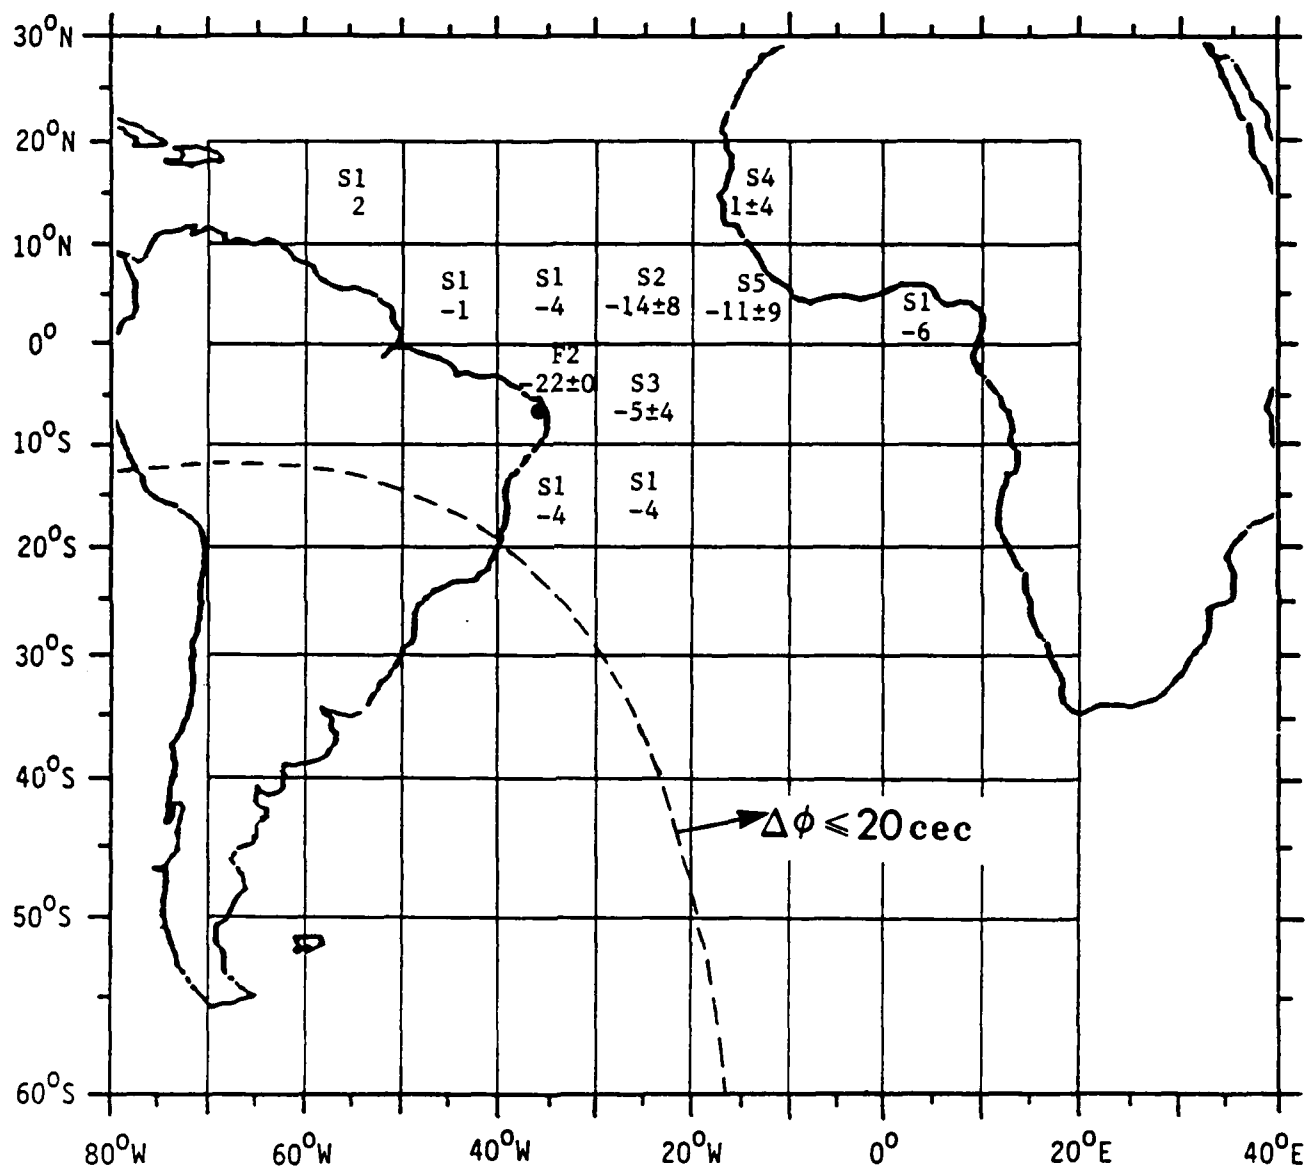 30°N
20°N
S1
2
S4
1±4
10°N
S1
-1
S1
-4
S2
-14±8
S5
-11±9
S1
-6
0°
F2
-22±0
S3
-5±4
10°S
S1
-4
S1
-4
20°S
30°S
40°S
Δϕ ⩽ 20 cec
50°S
60°S
80°W 60°W 40°W 20°W 0° 20°E 40°E